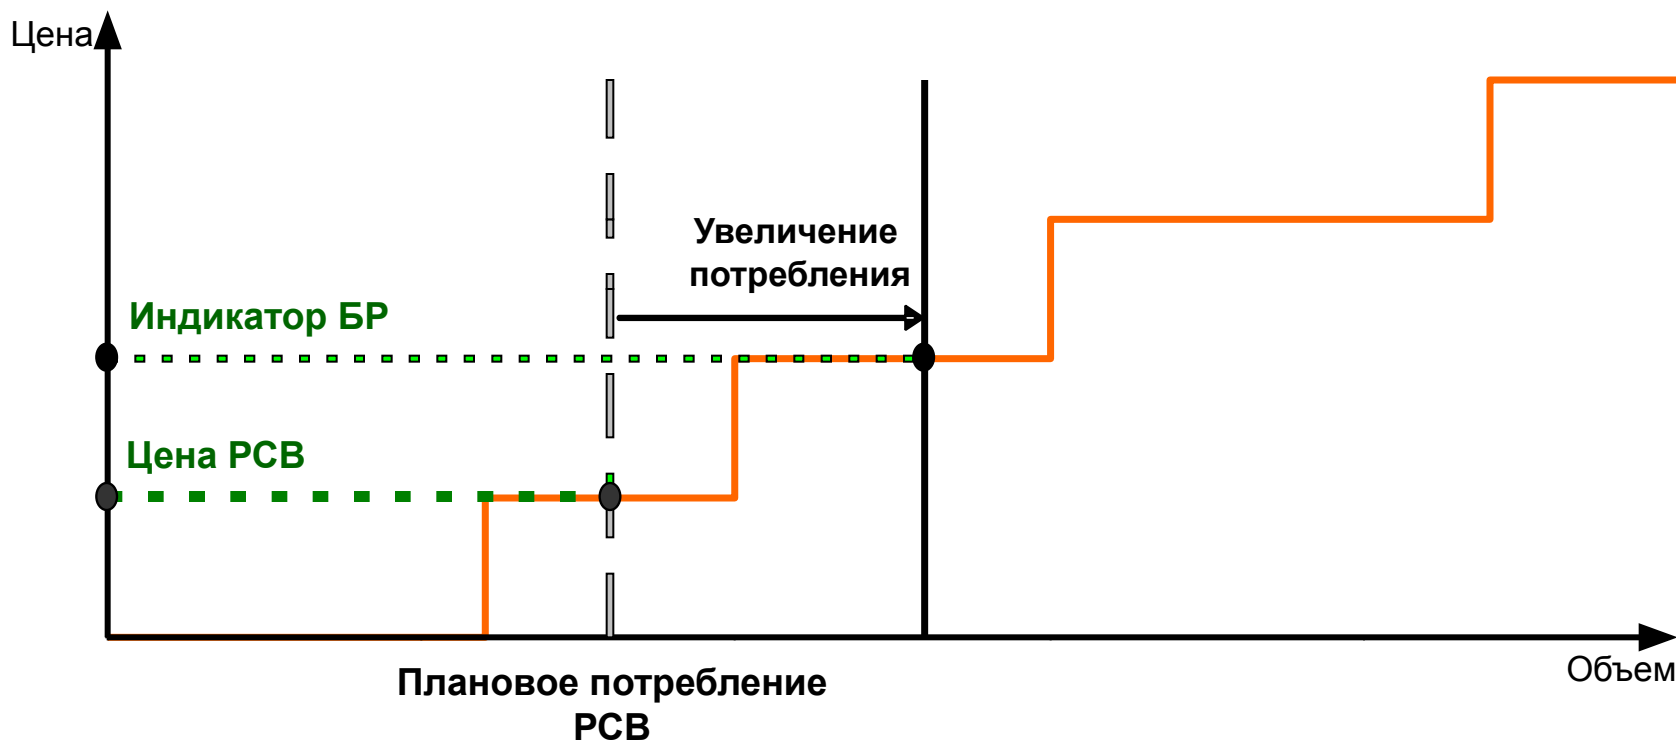 Цена
Увеличение
потребления
Индикатор БР
Цена РСВ
Объем
Плановое потребление
РСВ